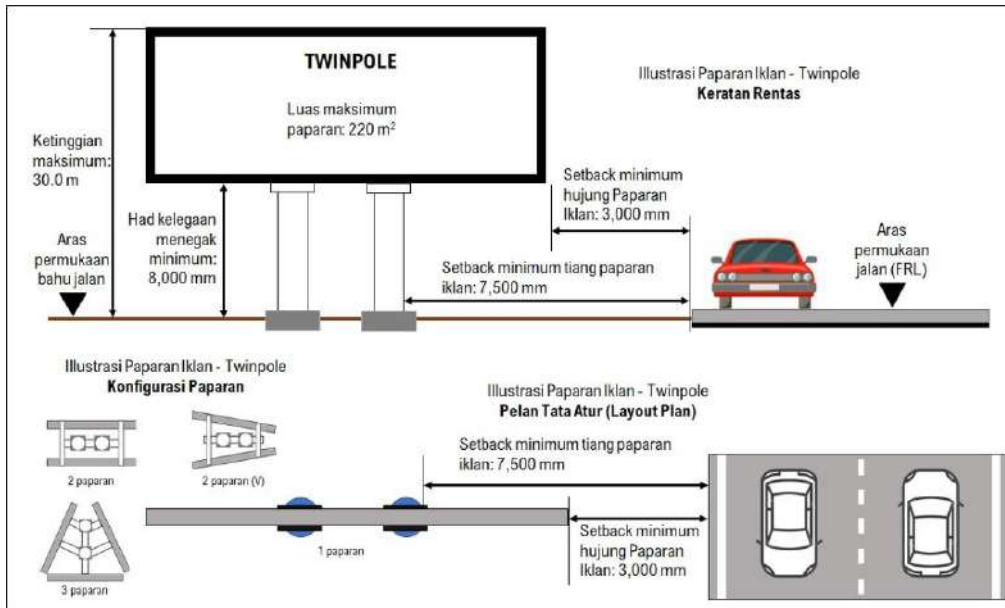 TWINPOLE
Luas maksimum
paparan: 220 m²
Illustrasi Paparan Iklan - Twinpole
Keratan Rentas
Ketinggian
maksimum:
30.0 m
Setback minimum
hujung Paparan
Iklan: 3,000 mm
Had kelegaan
menegak
minimum:
8,000 mm
Aras
permukaan
bahu jalan
Setback minimum tiang paparan
iklan: 7,500 mm
Aras
permukaan
jalan (FRL)
Illustrasi Paparan Iklan - Twinpole
Konfigurasi Paparan
2 paparan
2 paparan (V)
3 paparan
Illustrasi Paparan Iklan - Twinpole
Pelan Tata Atur (Layout Plan)
Setback minimum tiang paparan
iklan: 7,500 mm
1 paparan
Setback minimum
hujung Paparan
Iklan: 3,000 mm